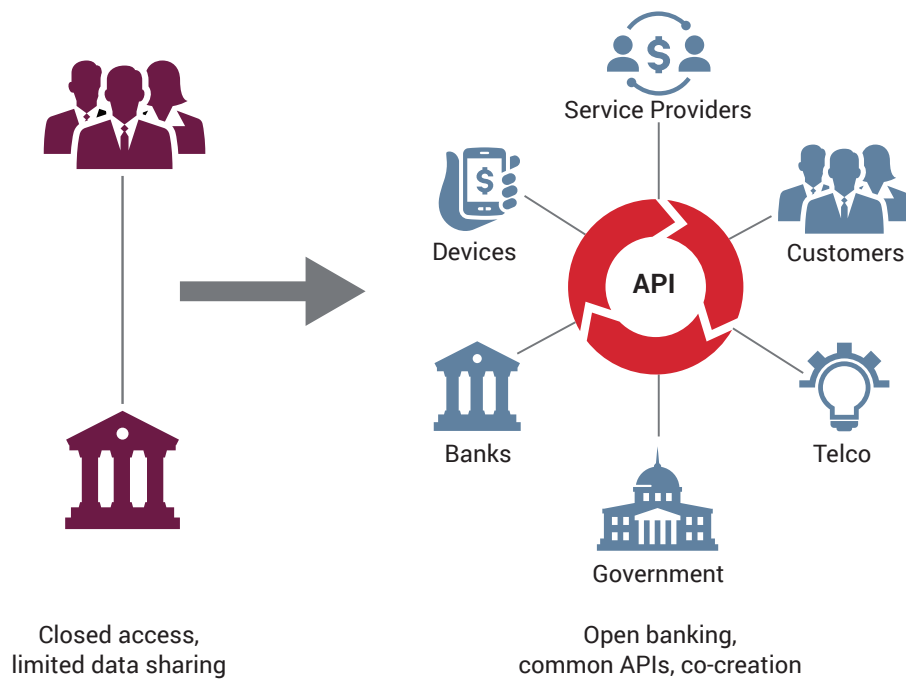 $
Service Providers
$
Devices
Customers
API
Banks
Telco
Government
Closed access,
limited data sharing
Open banking,
common APIs, co-creation